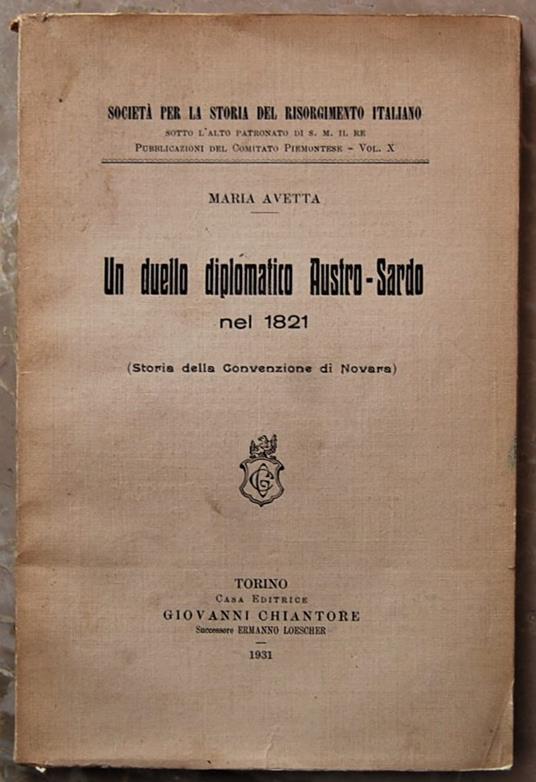 SOCIETÀ PER LA STORIA DEL RISORGIMENTO ITALIANO
SOTTO L'ALTO PATRONATO DI S. M. IL RE
PUBBLICAZIONI DEL COMITATO PIEMONTESE - VOL. X
MARIA AVETTA
Un duello diplomatico Austro-Sardo
nel 1821
(Storia della Convenzione di Novara)
GC
TORINO
CASA EDITRICE
GIOVANNI CHIANTORE
Successore ERMANNO LOESCHER
1931